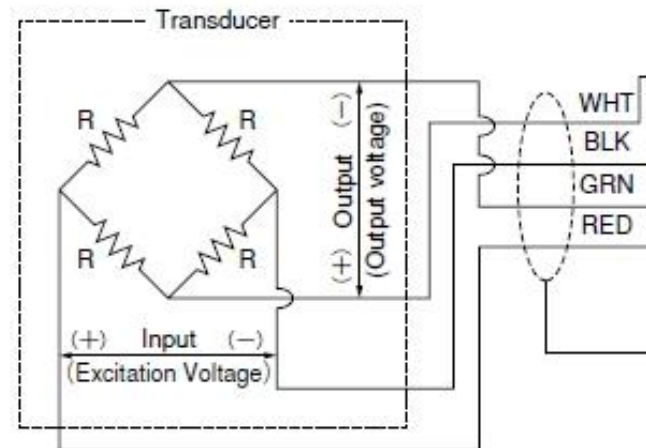 Transducer
R
R
R
R
(+) Output (−)
(Output voltage)
(+) Input (−)
(Excitation Voltage)
WHT
BLK
GRN
RED